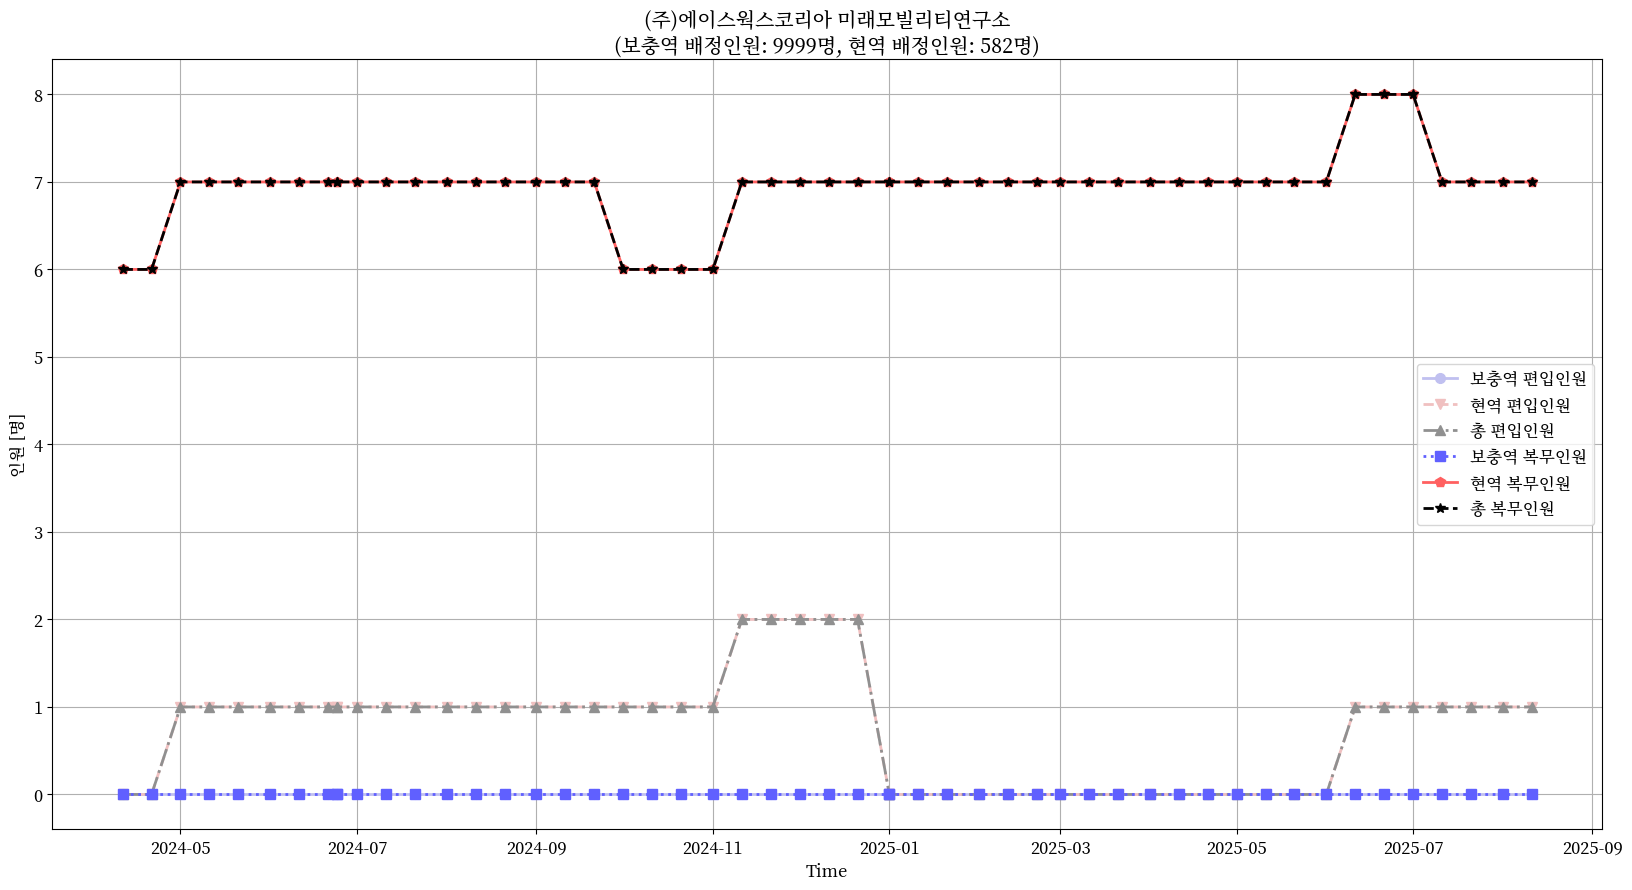 (주)에이스웍스코리아 미래모빌리티연구소
(보충역 배정인원: 9999명, 현역 배정인원: 582명)
인원 [명]
8
7
6
5
4
3
2
1
0
보충역 편입인원
현역 편입인원
총 편입인원
보충역 복무인원
현역 복무인원
총 복무인원
2024-05
2024-07
2024-09
2024-11
2025-01
2025-03
2025-05
2025-07
2025-09
Time